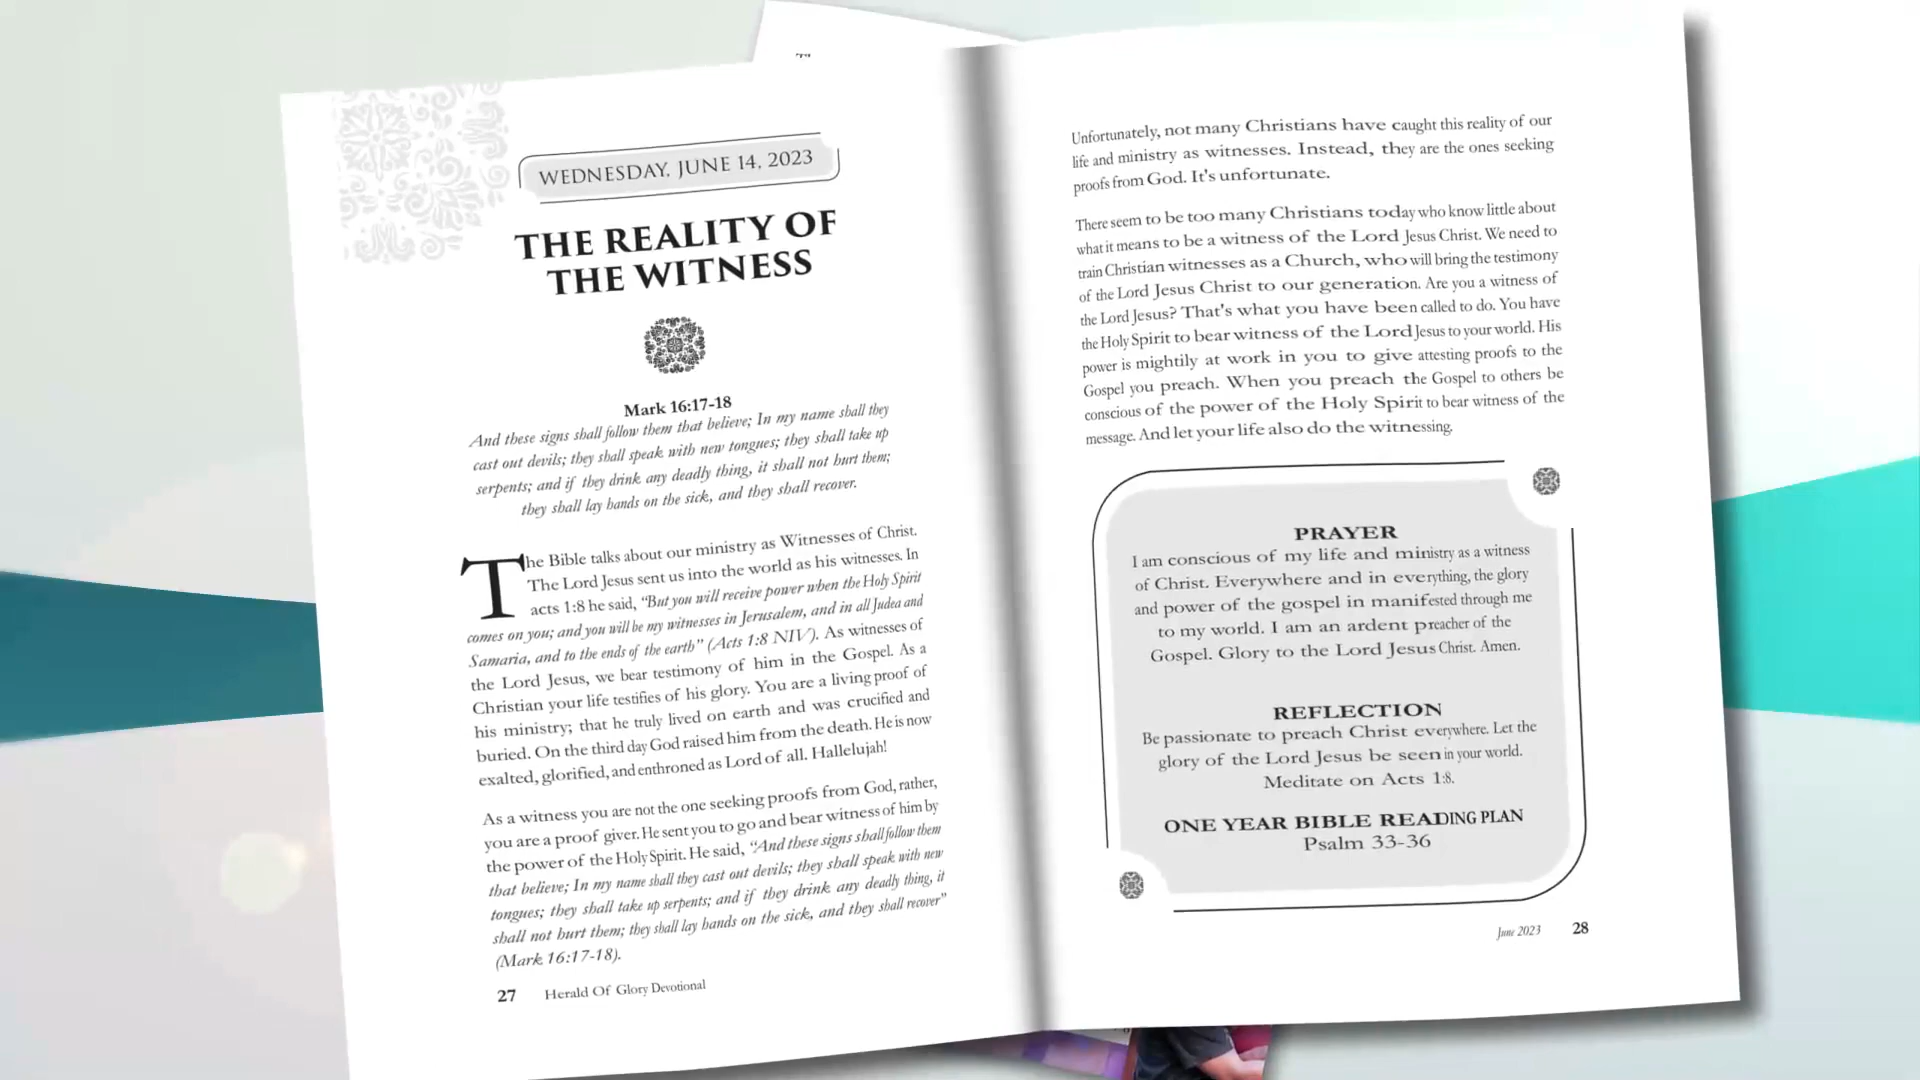 WEDNESDAY, JUNE 14, 2023
THE REALITY OF
THE WITNESS
Mark 16:17-18
And these signs shall follow them that believe; In my name shall they
cast out devils; they shall speak with new tongues; they shall take up
serpents; and if they drink any deadly thing, it shall not hurt them;
they shall lay hands on the sick, and they shall recover.
The Bible talks about our ministry as Witnesses of Christ.
The Lord Jesus sent us into the world as his witnesses. In
acts 1:8 he said, “But you will receive power when the Holy Spirit
comes on you; and you will be my witnesses in Jerusalem, and in all Judea and
Samaria, and to the ends of the earth” (Acts 1:8 NIV). As witnesses of
the Lord Jesus, we bear testimony of him in the Gospel. As a
Christian your life testifies of his glory. You are a living proof of
his ministry; that he truly lived on earth and was crucified and
buried. On the third day God raised him from the death. He is now
exalted, glorified, and enthroned as Lord of all. Hallelujah!
As a witness you are not the one seeking proofs from God, rather,
you are a proof giver. He sent you to go and bear witness of him by
the power of the Holy Spirit. He said, “And these signs shall follow them
that believe; In my name shall they cast out devils; they shall speak with new
tongues; they shall take up serpents; and if they drink any deadly thing, it
shall not hurt them; they shall lay hands on the sick, and they shall recover”
(Mark 16:17-18).
27 Herald Of Glory Devotional
Unfortunately, not many Christians have caught this reality of our
life and ministry as witnesses. Instead, they are the ones seeking
proofs from God. It's unfortunate.
There seem to be too many Christians today who know little about
what it means to be a witness of the Lord Jesus Christ. We need to
train Christian witnesses as a Church, who will bring the testimony
of the Lord Jesus Christ to our generation. Are you a witness of
the Lord Jesus? That's what you have been called to do. You have
the Holy Spirit to bear witness of the Lord Jesus to your world. His
power is mightily at work in you to give attesting proofs to the
Gospel you preach. When you preach the Gospel to others be
conscious of the power of the Holy Spirit to bear witness of the
message. And let your life also do the witnessing.
PRAYER
I am conscious of my life and ministry as a witness
of Christ. Everywhere and in everything, the glory
and power of the gospel in manifested through me
to my world. I am an ardent preacher of the
Gospel. Glory to the Lord Jesus Christ. Amen.
REFLECTION
Be passionate to preach Christ everywhere. Let the
glory of the Lord Jesus be seen in your world.
Meditate on Acts 1:8.
ONE YEAR BIBLE READING PLAN
Psalm 33-36
June 2023 28